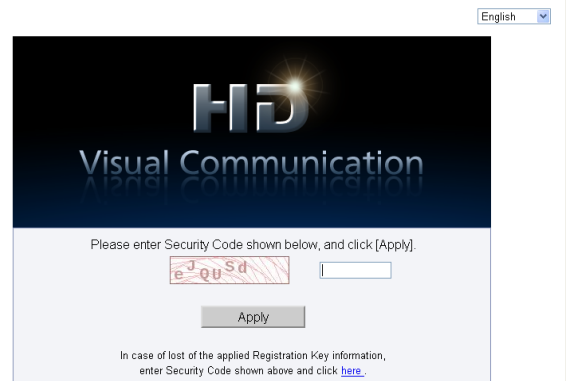 English
HD
Visual Communication
Please enter Security Code shown below, and click [Apply].
eJQUSd
Apply
In case of lost of the applied Registration Key information,
enter Security Code shown above and click here .